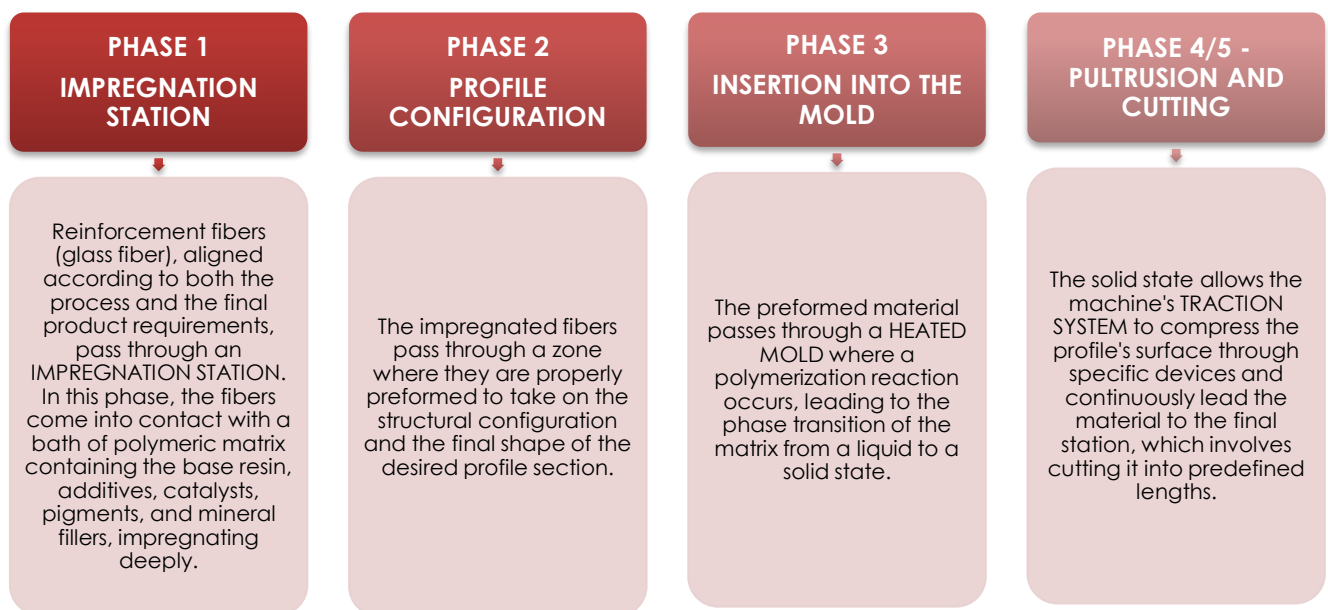 PHASE 1
IMPREGNATION
STATION
Reinforcement fibers
(glass fiber), aligned
according to both the
process and the final
product requirements,
pass through an
IMPREGNATION STATION.
In this phase, the fibers
come into contact with a
bath of polymeric matrix
containing the base resin,
additives, catalysts,
pigments, and mineral
fillers, impregnating
deeply.
PHASE 2
PROFILE
CONFIGURATION
The impregnated fibers
pass through a zone
where they are properly
preformed to take on the
structural configuration
and the final shape of the
desired profile section.
PHASE 3
INSERTION INTO THE
MOLD
The preformed material
passes through a HEATED
MOLD where a
polymerization reaction
occurs, leading to the
phase transition of the
matrix from a liquid to a
solid state.
PHASE 4/5 -
PULTRUSION AND
CUTTING
The solid state allows the
machine's TRACTION
SYSTEM to compress the
profile's surface through
specific devices and
continuously lead the
material to the final
station, which involves
cutting it into predefined
lengths.